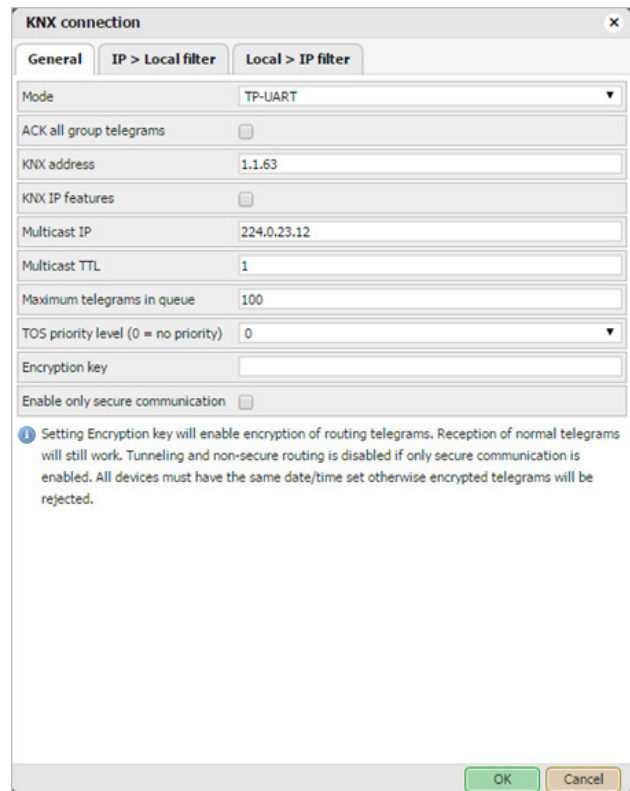 KNX connection
General IP > Local filter Local > IP filter
Mode TP-UART
ACK all group telegrams
KNX address 1.1.63
KNX IP features
Multicast IP 224.0.23.12
Multicast TTL 1
Maximum telegrams in queue 100
TOS priority level (0 = no priority) 0
Encryption key
Enable only secure communication
Setting Encryption key will enable encryption of routing telegrams. Reception of normal telegrams
will still work. Tunneling and non-secure routing is disabled if only secure communication is
enabled. All devices must have the same date/time set otherwise encrypted telegrams will be
rejected.
OK Cancel